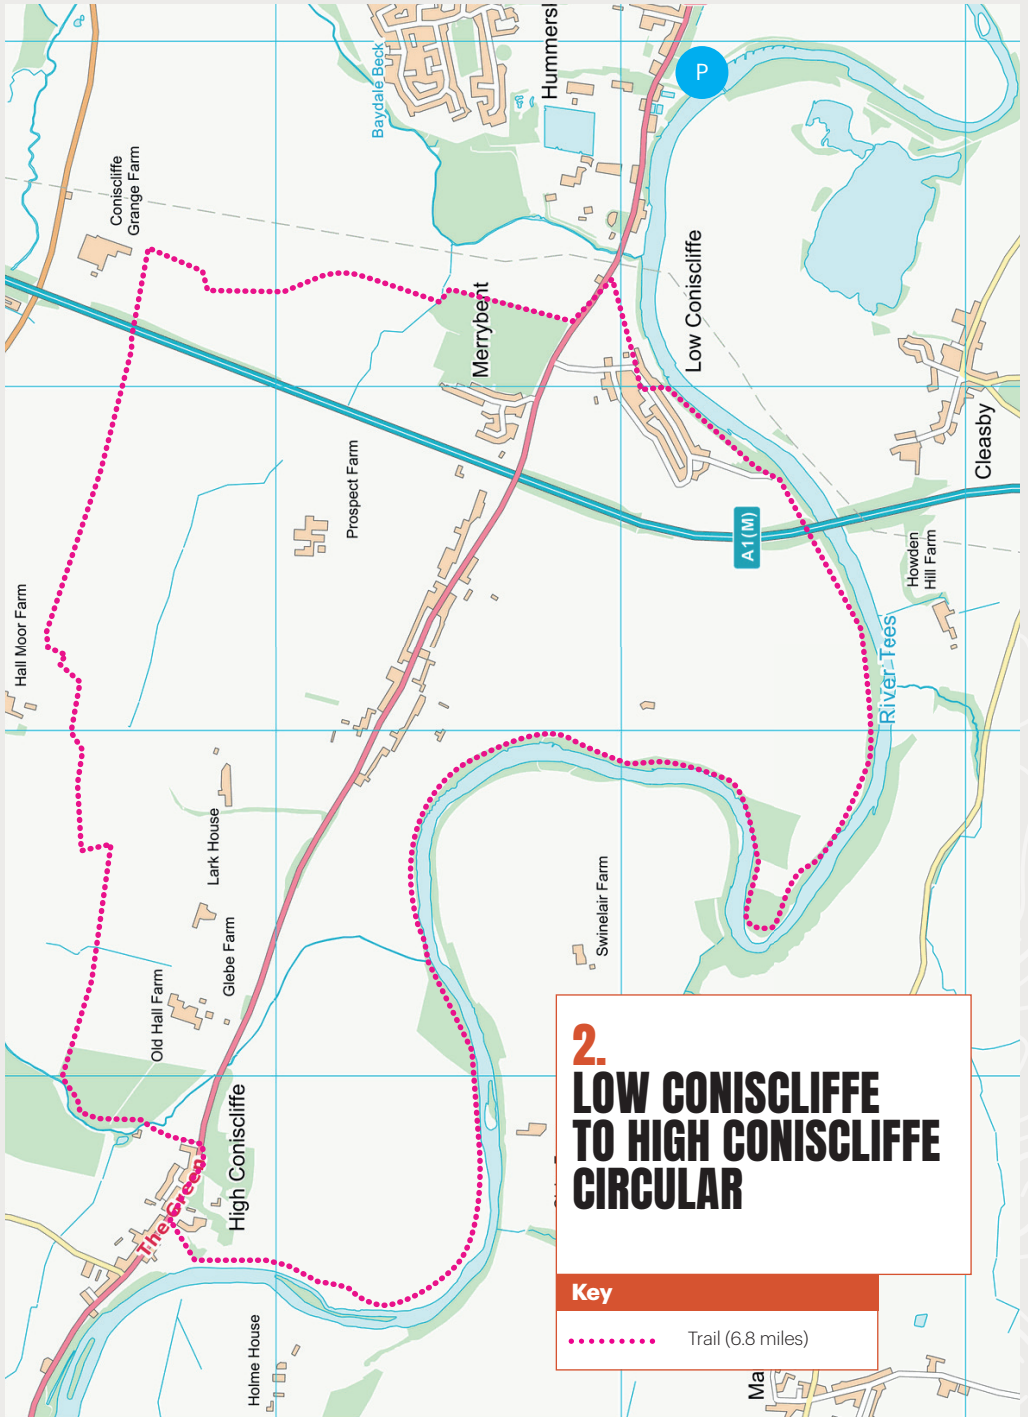 Hummersl
Baydale Beck
P
Coniscliffe
Grange Farm
Low Coniscliffe
Merrybent
Cleasby
Prospect Farm
A1(M)
Howden
Hill Farm
Hall Moor Farm
River Tees
Lark House
Swinelair Farm
Glebe Farm
Old Hall Farm
High Coniscliffe
The Green
Holme House
Ma
2.
LOW CONISCLIFFE
TO HIGH CONISCLIFFE
CIRCULAR
Key
Trail (6.8 miles)